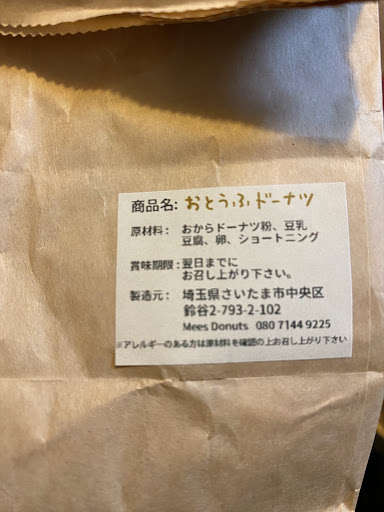 商品名: おとうふドーナツ
原材料： おからドーナツ粉、豆乳
豆腐、卵、ショートニング
賞味期限：翌日までに
お召し上がり下さい。
製造元： 埼玉県さいたま市中央区
鈴谷2-793-2-102
Mees Donuts 080 7144 9225
※アレルギーのある方は原材料を確認の上お召し上がり下さい